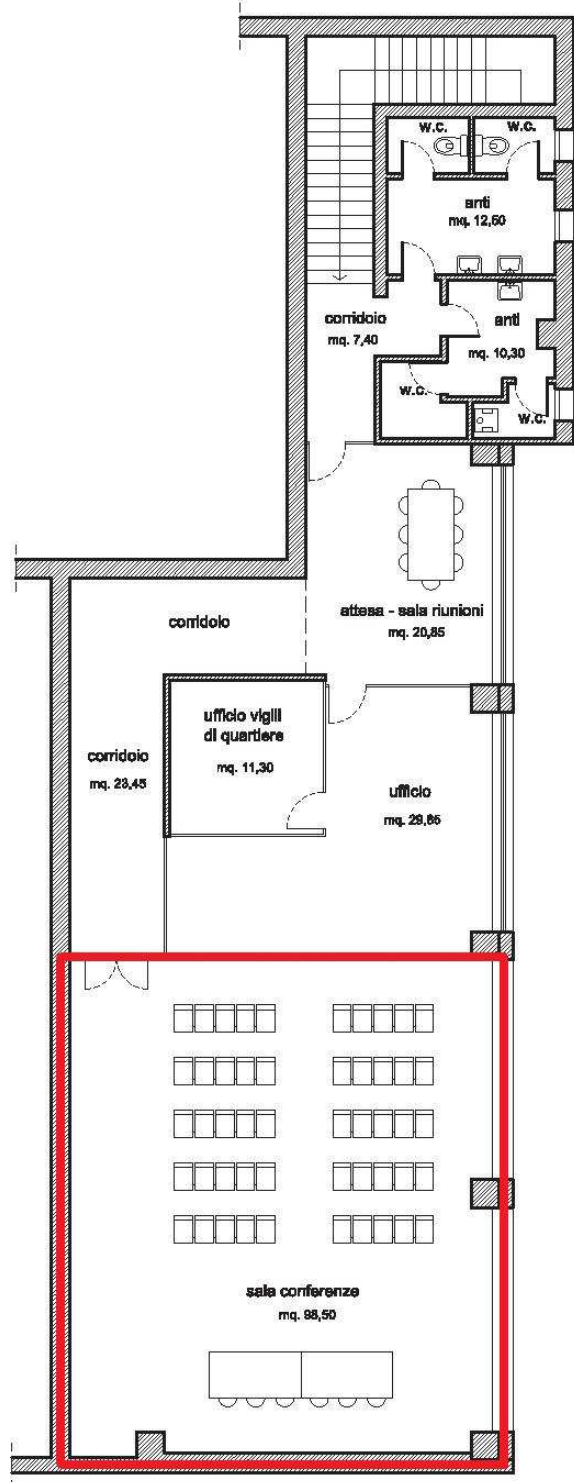 w.c.
w.c.
anti
mq. 12,60
corridoio
mq. 7,40
anti
mq. 10,30
w.c.
w.c.
attesa - sala riunioni
mq. 20,85
corridoio
ufficio vigili
di quartiere
mq. 11,30
corridoio
mq. 23,45
ufficio
mq. 29,65
sala conferenze
mq. 98,50